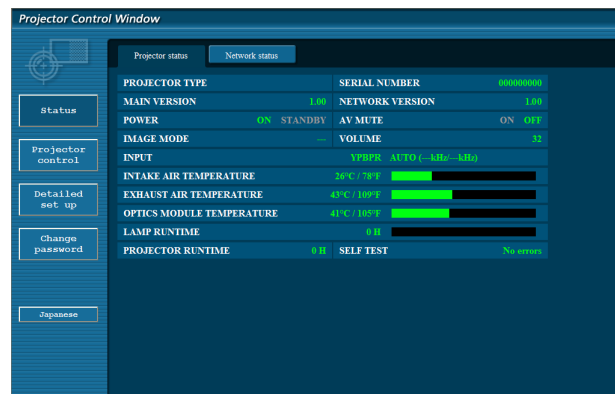 Projector Control Window
Projector status Network status
PROJECTOR TYPE SERIAL NUMBER 000000000
MAIN VERSION 1.00 NETWORK VERSION 1.00
POWER ON STANDBY AV MUTE ON OFF
IMAGE MODE --- VOLUME 32
INPUT YPBPR AUTO (---kHz/---kHz)
INTAKE AIR TEMPERATURE 26°C / 78°F
EXHAUST AIR TEMPERATURE 43°C / 109°F
OPTICS MODULE TEMPERATURE 41°C / 105°F
LAMP RUNTIME 0 H
PROJECTOR RUNTIME 0 H SELF TEST No errors
Status
Projector
control
Detailed
set up
Change
password
Japanese